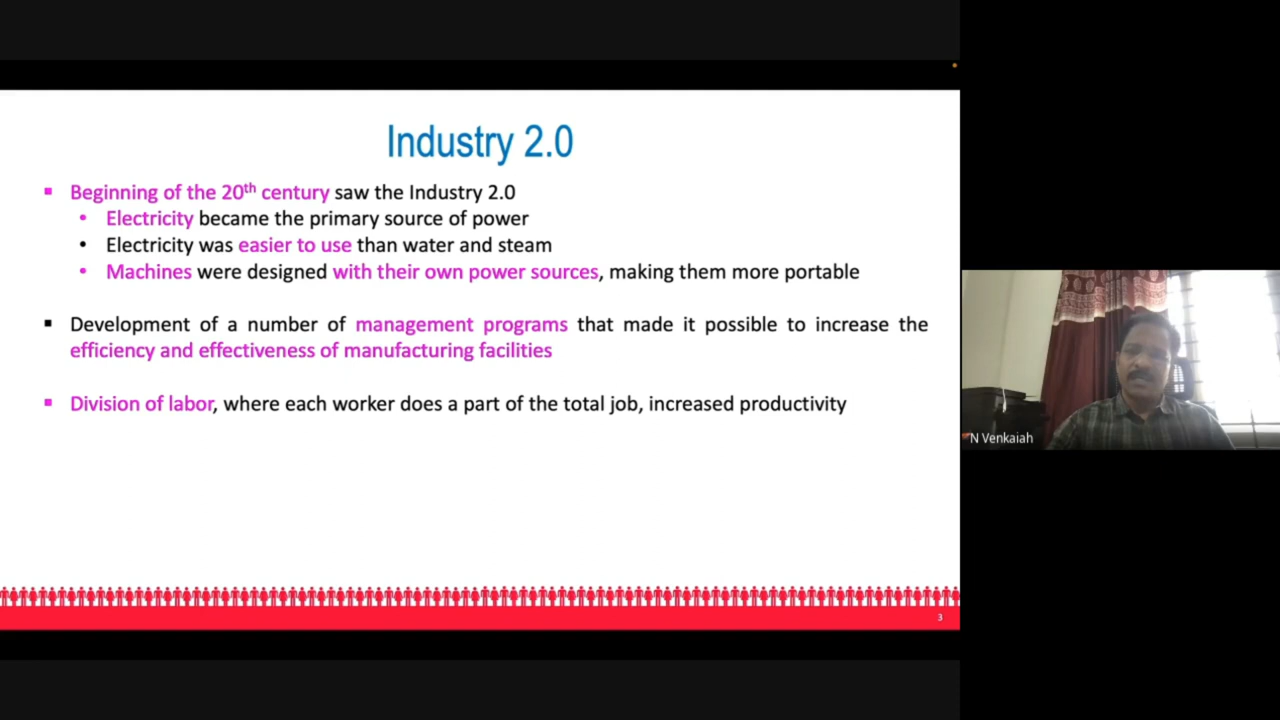 Industry 2.0
▪ Beginning of the 20th century saw the Industry 2.0
• Electricity became the primary source of power
• Electricity was easier to use than water and steam
• Machines were designed with their own power sources, making them more portable
▪ Development of a number of management programs that made it possible to increase the
efficiency and effectiveness of manufacturing facilities
▪ Division of labor, where each worker does a part of the total job, increased productivity
N Venkaiah
3